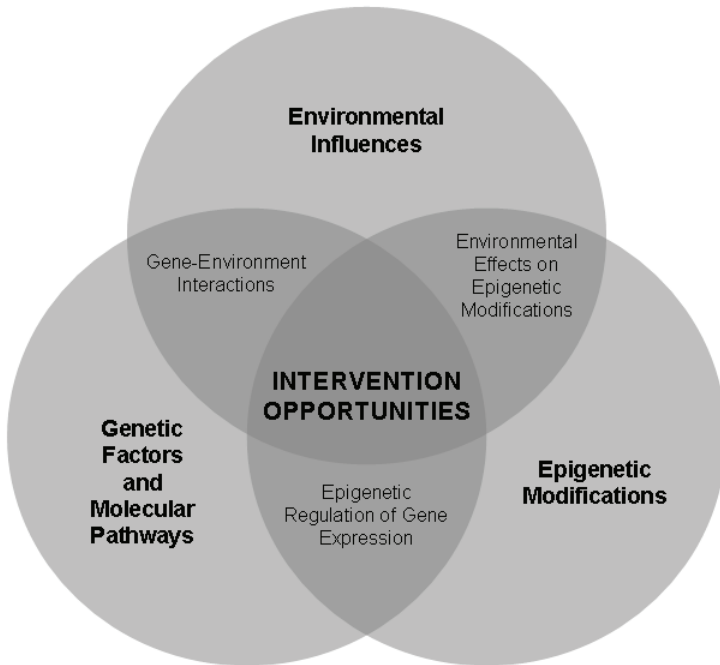 Environmental
Influences
Gene-Environment
Interactions
Environmental
Effects on
Epigenetic
Modifications
INTERVENTION
OPPORTUNITIES
Genetic
Factors
and
Molecular
Pathways
Epigenetic
Modifications
Epigenetic
Regulation of Gene
Expression